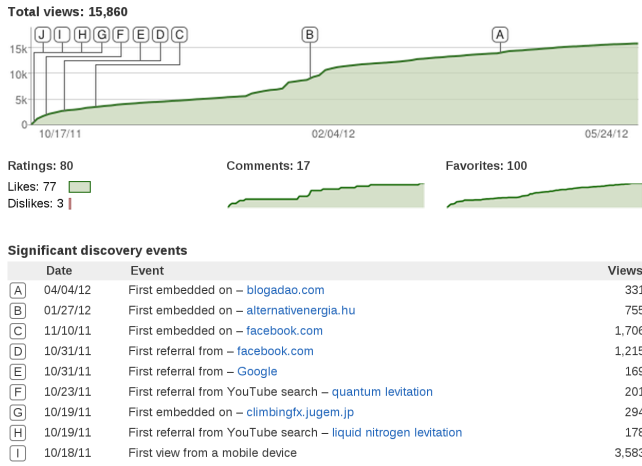 Total views: 15,860
J I H G F E D C B A
15k
10k
5k
0
10/17/11 02/04/12 05/24/12
Ratings: 80 Comments: 17 Favorites: 100
Likes: 77
Dislikes: 3
Significant discovery events
Date Event Views
A 04/04/12 First embedded on – blogadao.com 331
B 01/27/12 First embedded on – alternativenergia.hu 755
C 11/10/11 First embedded on – facebook.com 1,706
D 10/31/11 First referral from – facebook.com 1,215
E 10/31/11 First referral from – Google 169
F 10/23/11 First referral from YouTube search – quantum levitation 201
G 10/19/11 First embedded on – climbingfx.jugem.jp 294
H 10/19/11 First referral from YouTube search – liquid nitrogen levitation 178
I 10/18/11 First view from a mobile device 3,583